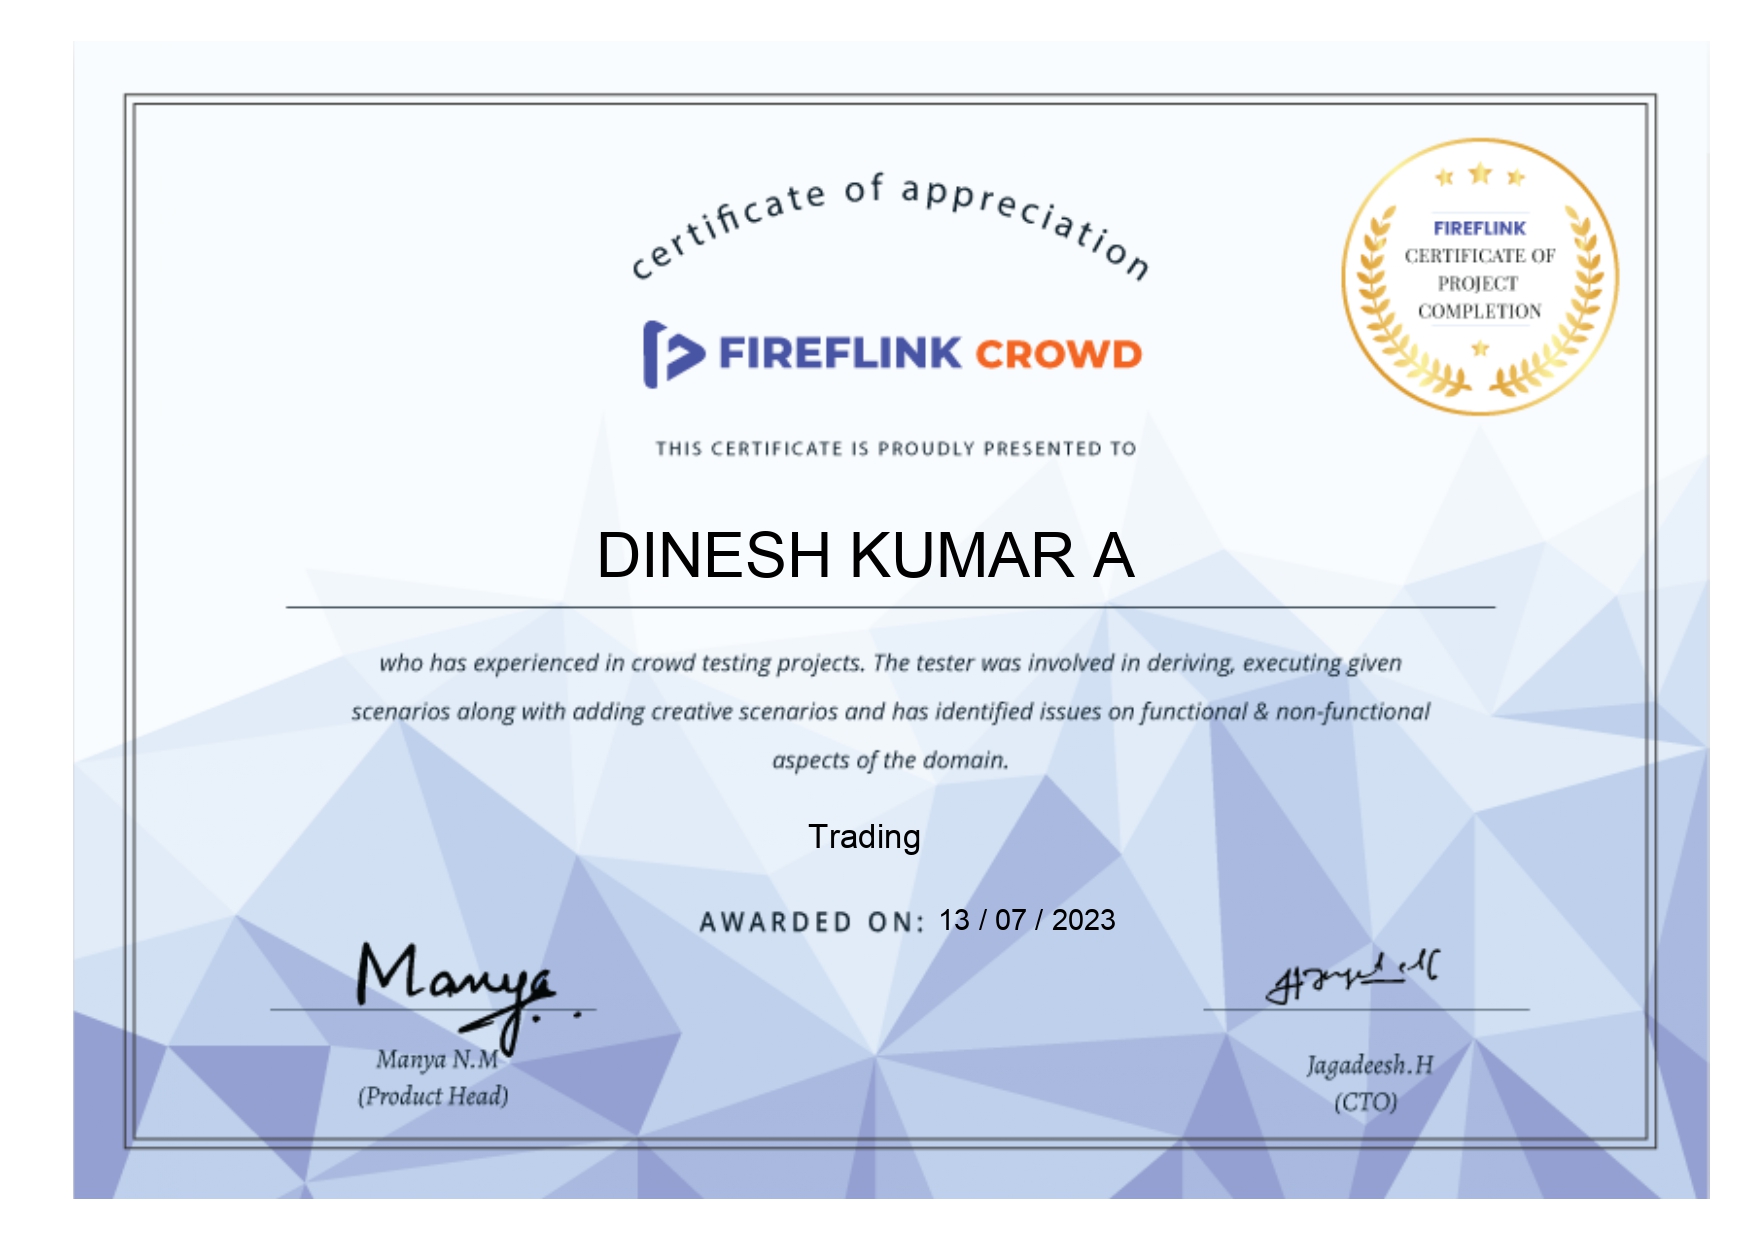 certificate of appreciation
FIREFLINK CROWD
FIREFLINK
CERTIFICATE OF
PROJECT
COMPLETION
THIS CERTIFICATE IS PROUDLY PRESENTED TO
DINESH KUMAR A
who has experienced in crowd testing projects. The tester was involved in deriving, executing given
scenarios along with adding creative scenarios and has identified issues on functional & non-functional
aspects of the domain.
Trading
AWARDED ON: 13 / 07 / 2023
Manya
Manya N.M
(Product Head)
Jagadeesh.H
(CTO)